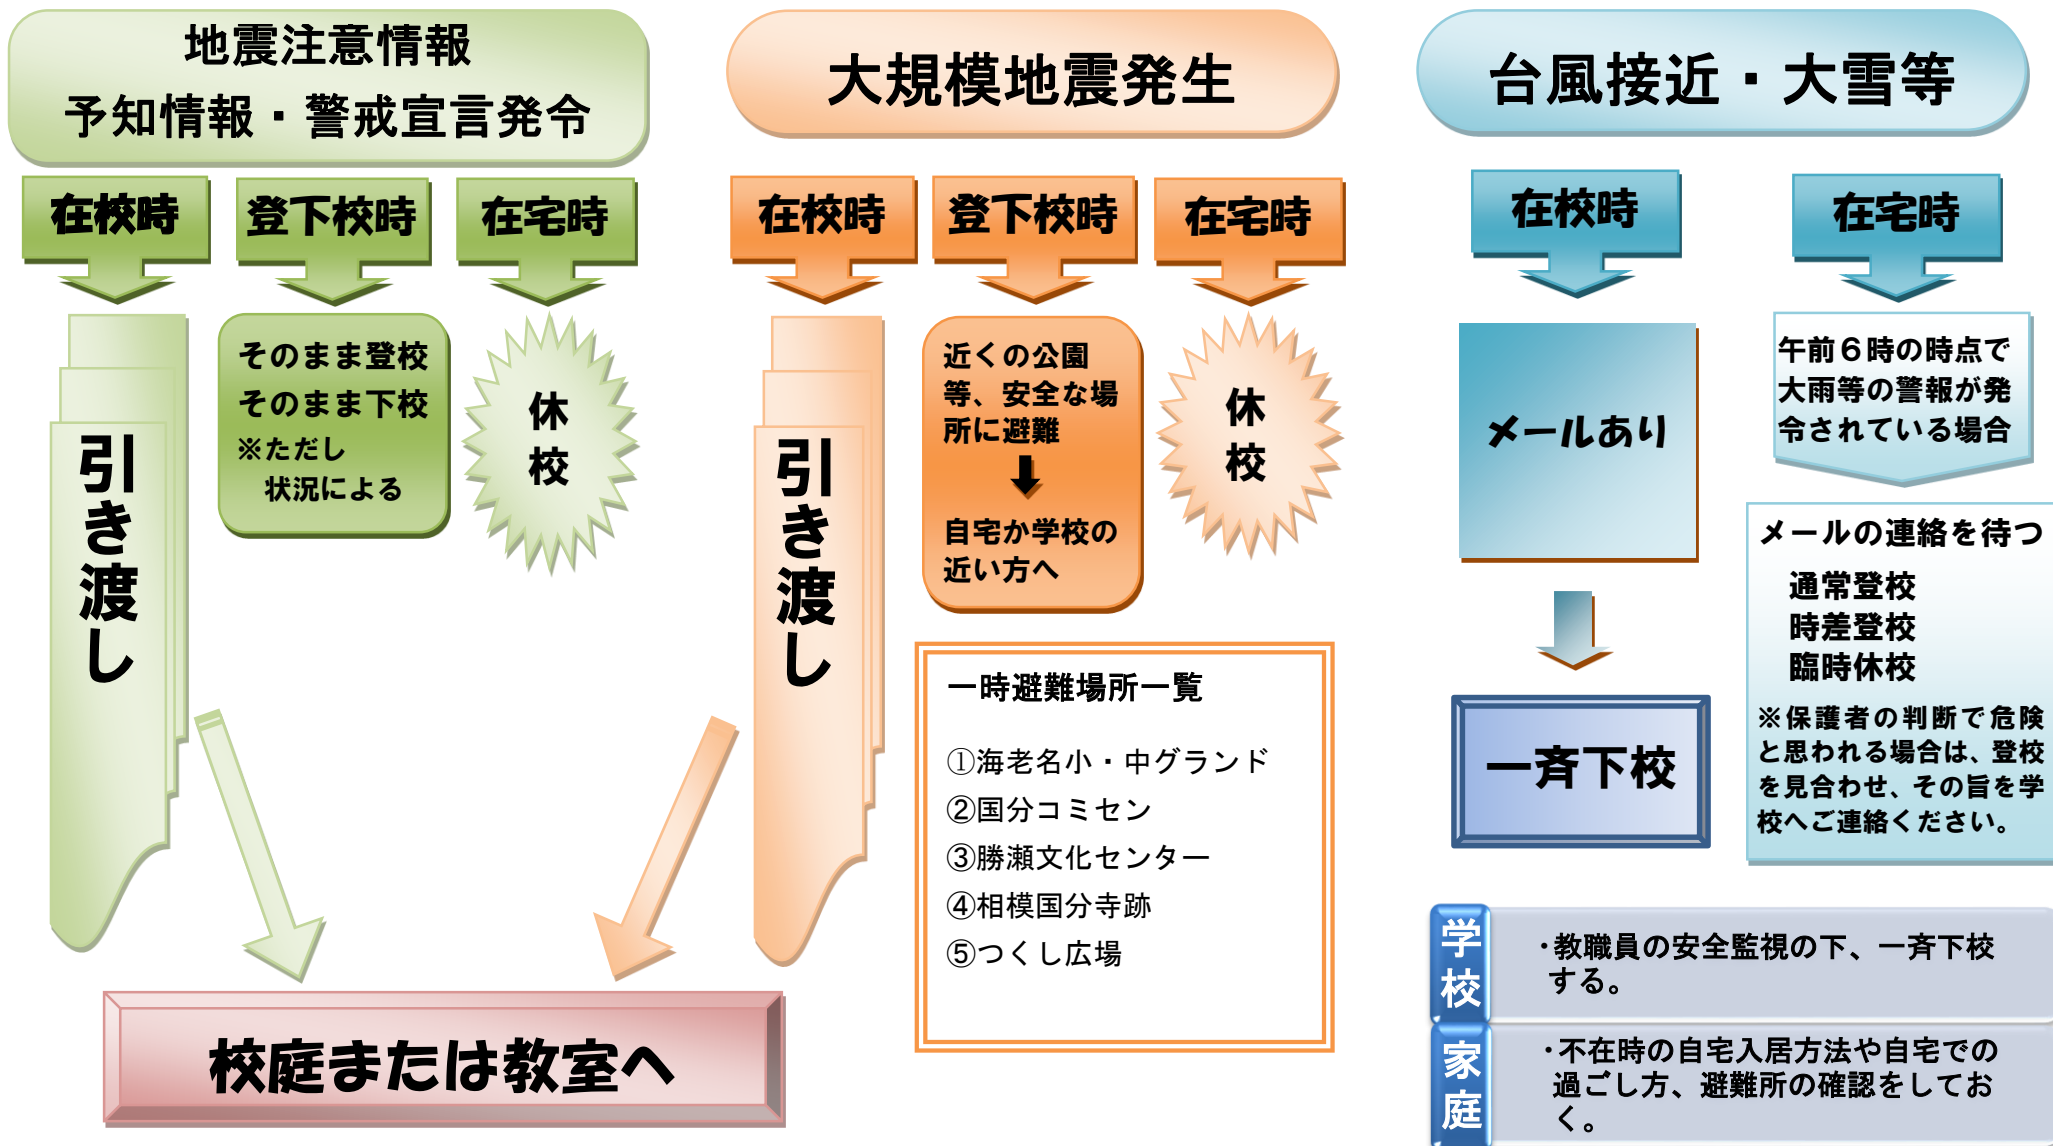 地震注意情報
予知情報・警戒宣言発令
在校時
登下校時
在宅時
引き渡し
そのまま登校
そのまま下校
※ただし
状況による
休校
大規模地震発生
在校時
登下校時
在宅時
引き渡し
近くの公園
等、安全な場
所に避難
自宅か学校の
近い方へ
休校
一時避難場所一覧
①海老名小・中グランド
②国分コミセン
③勝瀬文化センター
④相模国分寺跡
⑤つくし広場
校庭または教室へ
台風接近・大雪等
在校時
在宅時
メールあり
一斉下校
午前６時の時点で
大雨等の警報が発
令されている場合
メールの連絡を待つ
通常登校
時差登校
臨時休校
※保護者の判断で危険
と思われる場合は、登校
を見合わせ、その旨を学
校へご連絡ください。
学校
・教職員の安全監視の下、一斉下校
する。
家庭
・不在時の自宅入居方法や自宅での
過ごし方、避難所の確認をしてお
く。